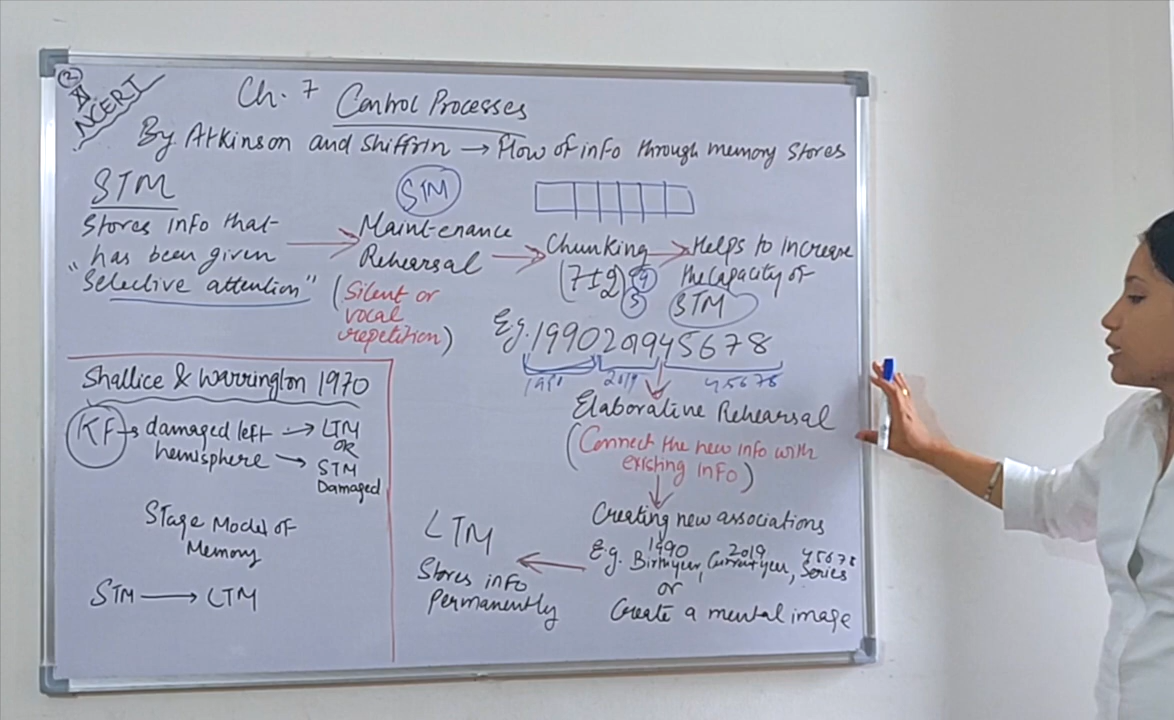 ② XI
NCERT
Ch. 7 Control Processes
By Atkinson and Shiffrin → Flow of info through memory stores
STM
Stores info that
has been given
"Selective attention"
STM
Maintenance
Rehearsal
(Silent or
vocal
repetition)
Chunking
(7±2) 9
5
Helps to increase
the capacity of
STM
E.g. 1990201945678
1990 2019 45678
Elaborative Rehearsal
(Connect the new info with
existing info)
Creating new associations
1990 2019 45678
E.g. Birthyear, Current year, Series
or
Create a mental image
LTM
Stores info
Permanently
Shallice & Warrington 1970
KF → damaged left → LTM
OR
hemisphere → STM
Damaged
Stage Model of
Memory
STM → LTM